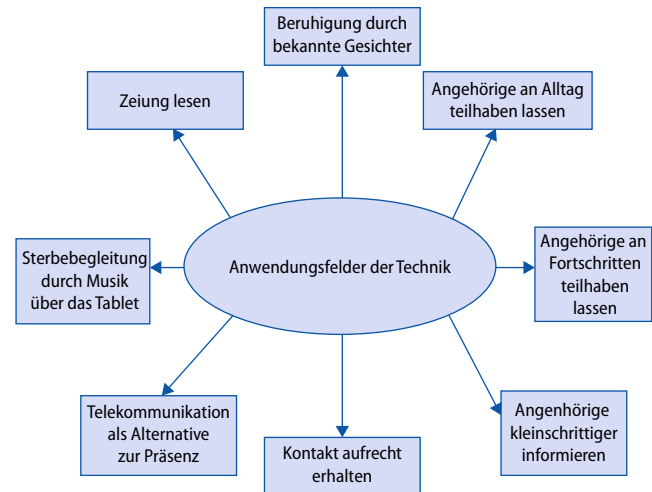 Beruhigung durch
bekannte Gesichter
Zeiung lesen
Angehörige an Alltag
teilhaben lassen
Sterbebegleitung
durch Musik
über das Tablet
Anwendungsfelder der Technik
Angehörige an
Fortschritten
teilhaben
lassen
Telekommunikation
als Alternative
zur Präsenz
Kontakt aufrecht
erhalten
Angenhörige
kleinschrittiger
informieren